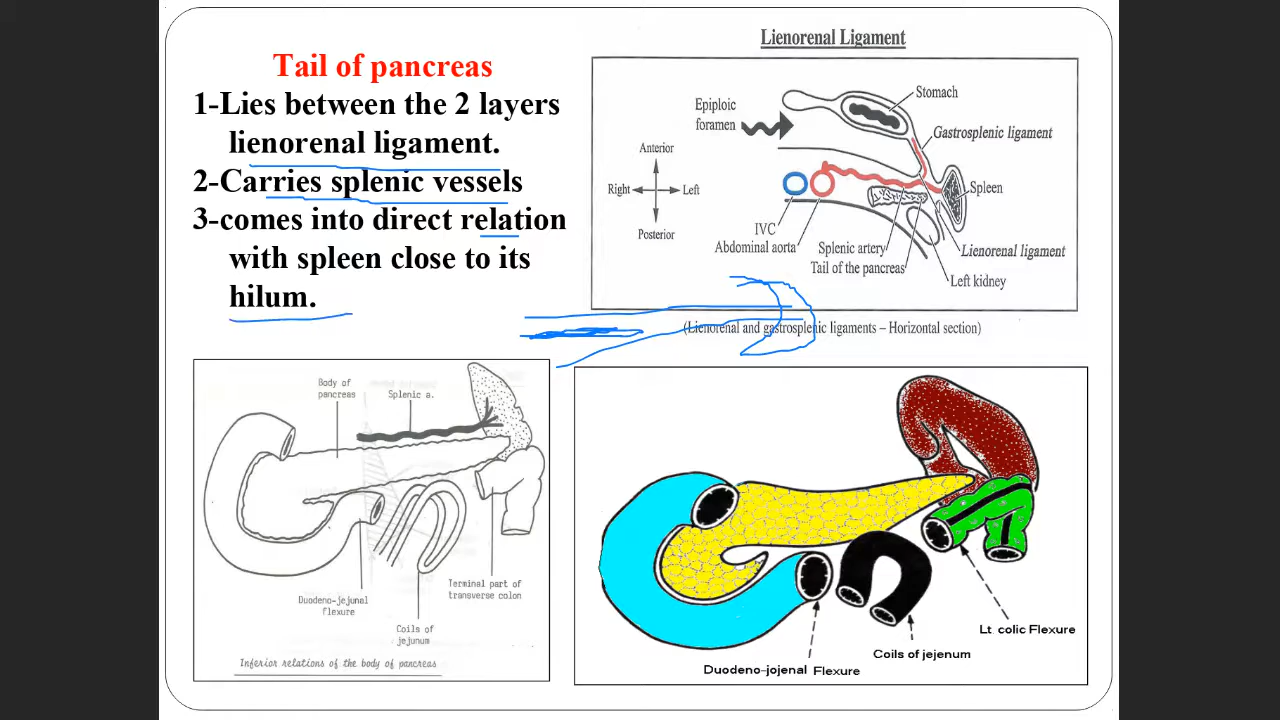 Tail of pancreas
1-Lies between the 2 layers
lienorenal ligament.
2-Carries splenic vessels
3-comes into direct relation
with spleen close to its
hilum.
Lienorenal Ligament
Stomach
Epiploic
foramen
Gastrosplenic ligament
Anterior
Right
Left
Posterior
Spleen
IVC
Abdominal aorta
Splenic artery
Tail of the pancreas
Lienorenal ligament
Left kidney
(Lienorenal and gastrosplenic ligaments – Horizontal section)
Body of
pancreas
Splenic a.
Duodeno-jejunal
flexure
Coils of
jejunum
Terminal part of
transverse colon
Inferior relations of the body of pancreas
Lt. colic Flexure
Coils of jejenum
Duodeno-jojenal Flexure